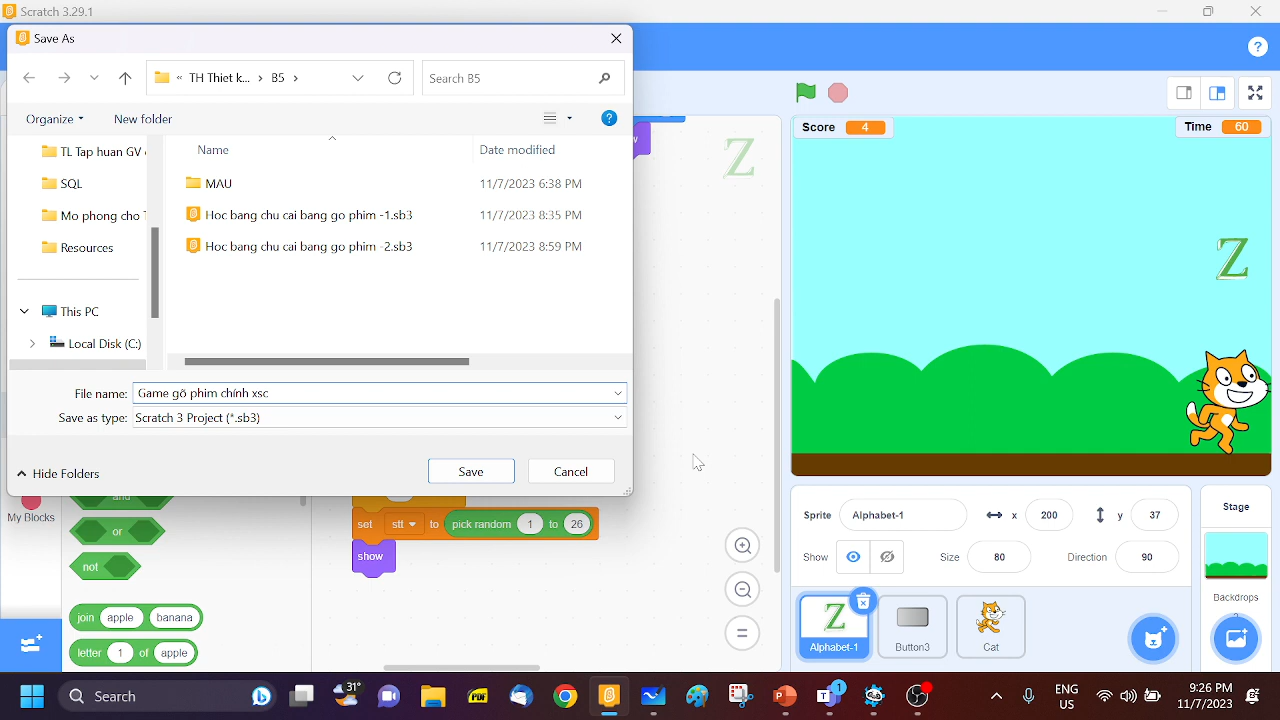 Scratch 3.29.1
Save As
« TH Thiet k... › B5 ›
Search B5
Organize
New folder
Name
Date modified
TL Tap huan GV
SQL
Mo phong cho
Resources
This PC
Local Disk (C:)
MAU 11/7/2023 6:38 PM
Hoc bang chu cai bang go phim -1.sb3 11/7/2023 8:35 PM
Hoc bang chu cai bang go phim -2.sb3 11/7/2023 8:59 PM
File name: Game gõ phim chính xsc
Save as type: Scratch 3 Project (*.sb3)
Hide Folders
Save
Cancel
Score 4
Time 60
Z
Z
My Blocks
and
or
not
join apple banana
letter 1 of apple
set stt to pick random 1 to 26
show
Sprite Alphabet-1 x 200 y 37
Show Size 80 Direction 90
Z
Alphabet-1
Button3
Cat
Stage
Backdrops
Search
31°
PDF
1
ENG
US
9:26 PM
11/7/2023